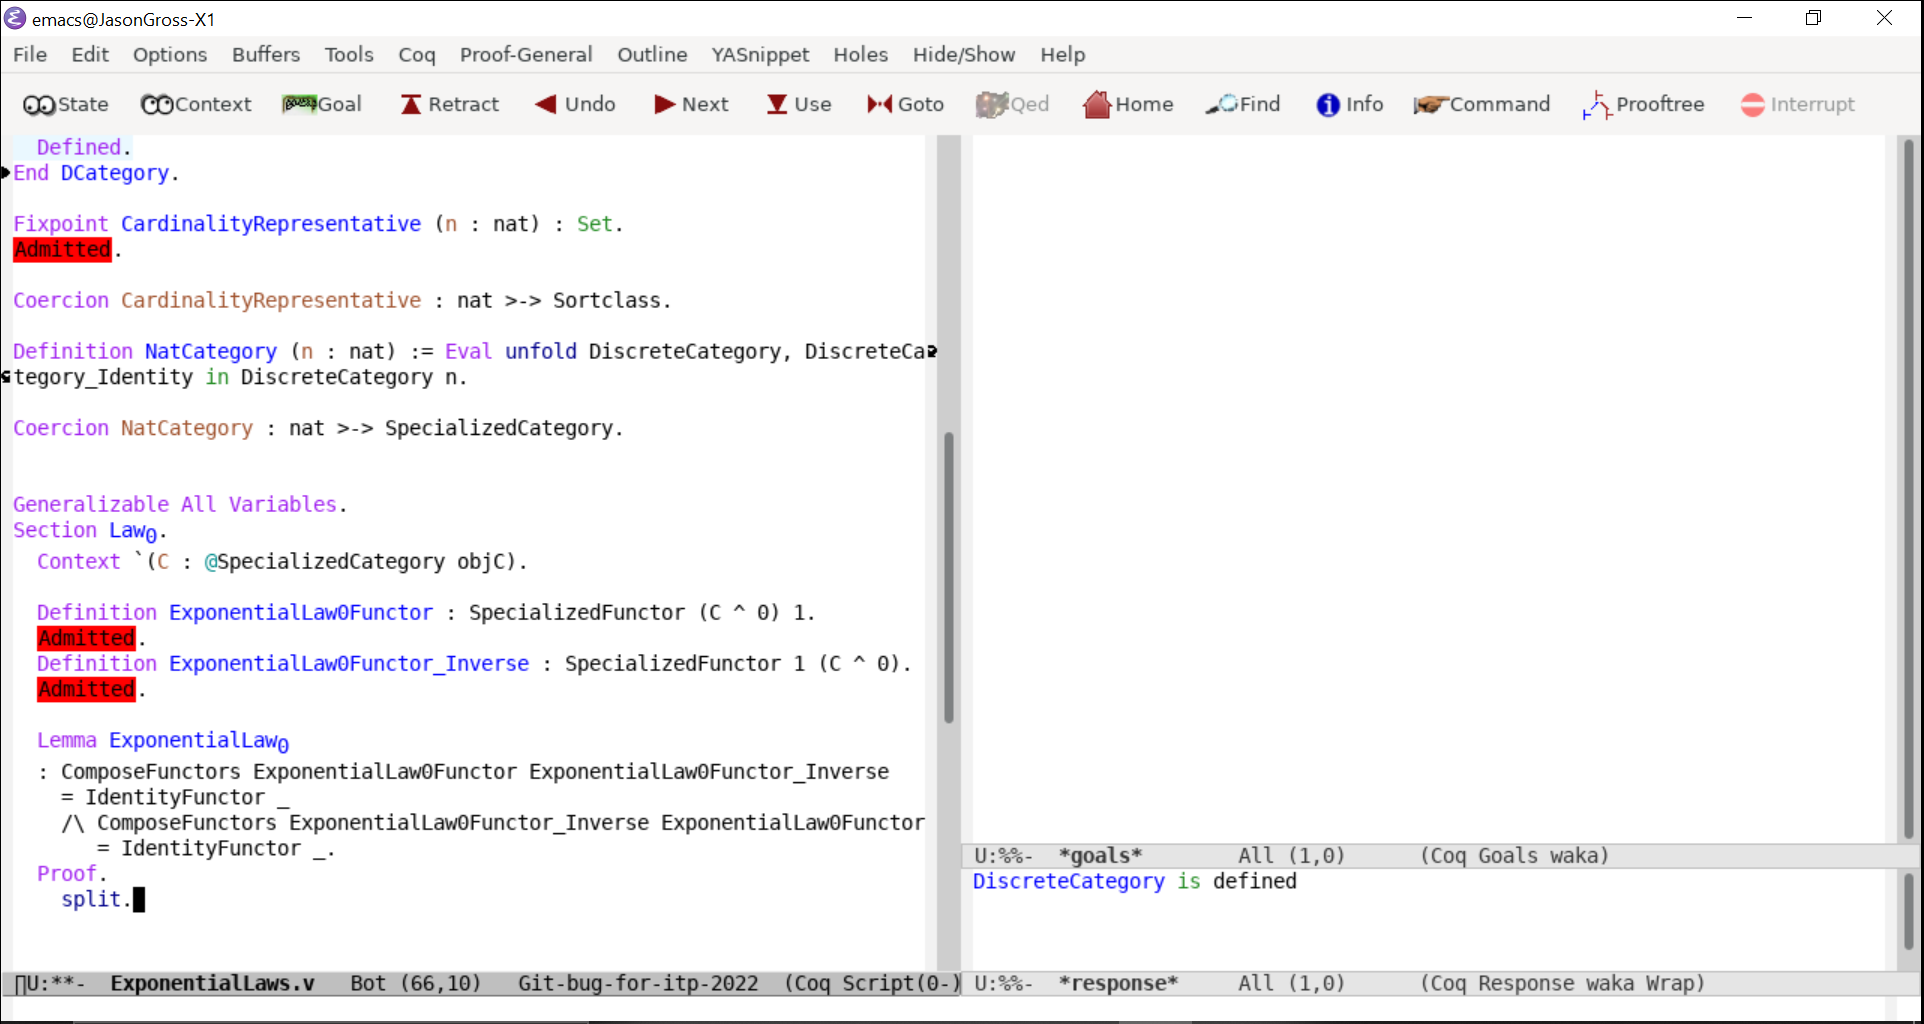 emacs@JasonGross-X1
File Edit Options Buffers Tools Coq Proof-General Outline YASnippet Holes Hide/Show Help
State Context Goal Retract Undo Next Use Goto Qed Home Find Info Command Prooftree Interrupt
Defined.
End DCategory.
Fixpoint CardinalityRepresentative (n : nat) : Set.
Admitted.
Coercion CardinalityRepresentative : nat >-> Sortclass.
Definition NatCategory (n : nat) := Eval unfold DiscreteCategory, DiscreteCa
tegory_Identity in DiscreteCategory n.
Coercion NatCategory : nat >-> SpecializedCategory.
Generalizable All Variables.
Section Law₀.
Context `(C : @SpecializedCategory objC).
Definition ExponentialLaw0Functor : SpecializedFunctor (C ^ 0) 1.
Admitted.
Definition ExponentialLaw0Functor_Inverse : SpecializedFunctor 1 (C ^ 0).
Admitted.
Lemma ExponentialLaw₀
: ComposeFunctors ExponentialLaw0Functor ExponentialLaw0Functor_Inverse
= IdentityFunctor _
/\ ComposeFunctors ExponentialLaw0Functor_Inverse ExponentialLaw0Functor
= IdentityFunctor _.
Proof.
split.
U:**- ExponentialLaws.v Bot (66,10) Git-bug-for-itp-2022 (Coq Script(0-)
U:%%- *goals* All (1,0) (Coq Goals waka)
DiscreteCategory is defined
U:%%- *response* All (1,0) (Coq Response waka Wrap)